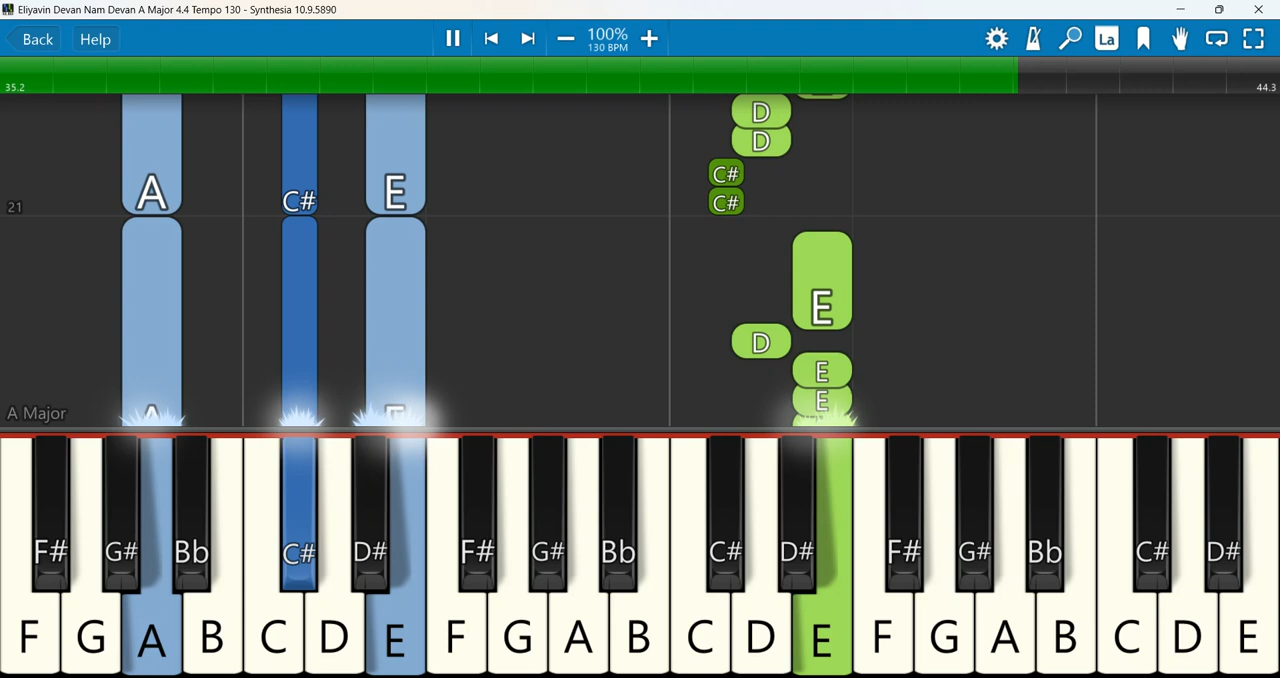 Eliyavin Devan Nam Devan A Major 4.4 Tempo 130 - Synthesia 10.9.5890
Back Help 100% La
130 BPM
35.2 44.3
D
D
A C# E C#
C#
21
E
D
E
E
A Major A E
F# G# Bb C# D# F# G# Bb C# D# F# G# Bb C# D#
F G A B C D E F G A B C D E F G A B C D E